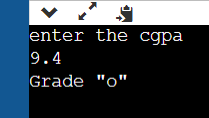 enter the cgpa
9.4
Grade "o"